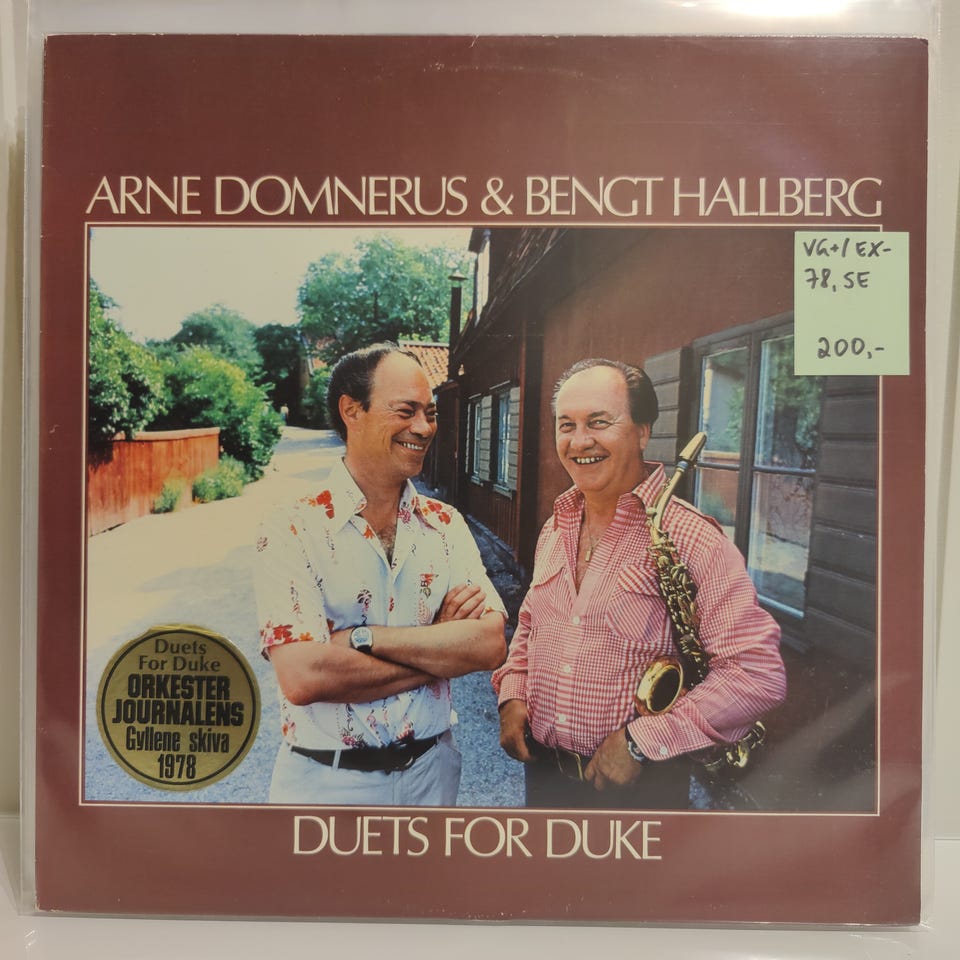 ARNE DOMNERUS & BENGT HALLBERG
VG+/EX-
78, SE
200,-
Duets
For Duke
ORKESTER
JOURNALENS
Gyllene skiva
1978
DUETS FOR DUKE